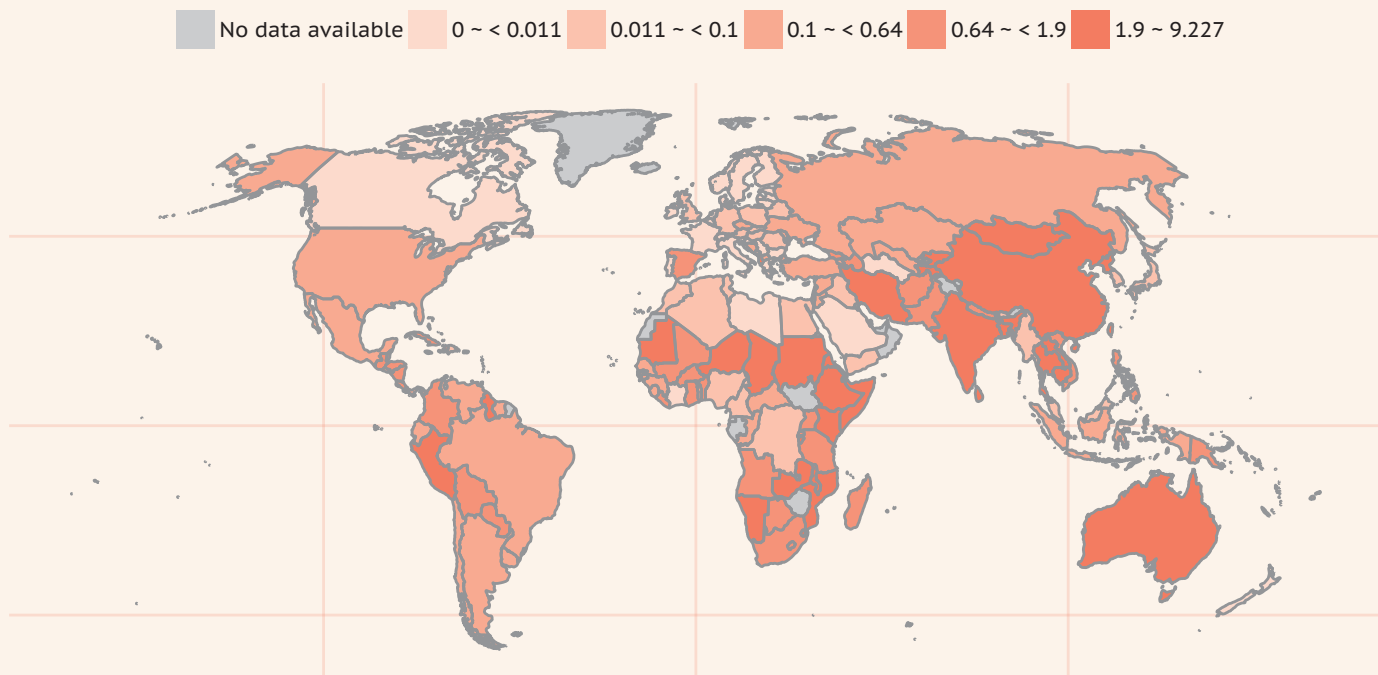 No data available 0 ~ < 0.011 0.011 ~ < 0.1 0.1 ~ < 0.64 0.64 ~ < 1.9 1.9 ~ 9.227